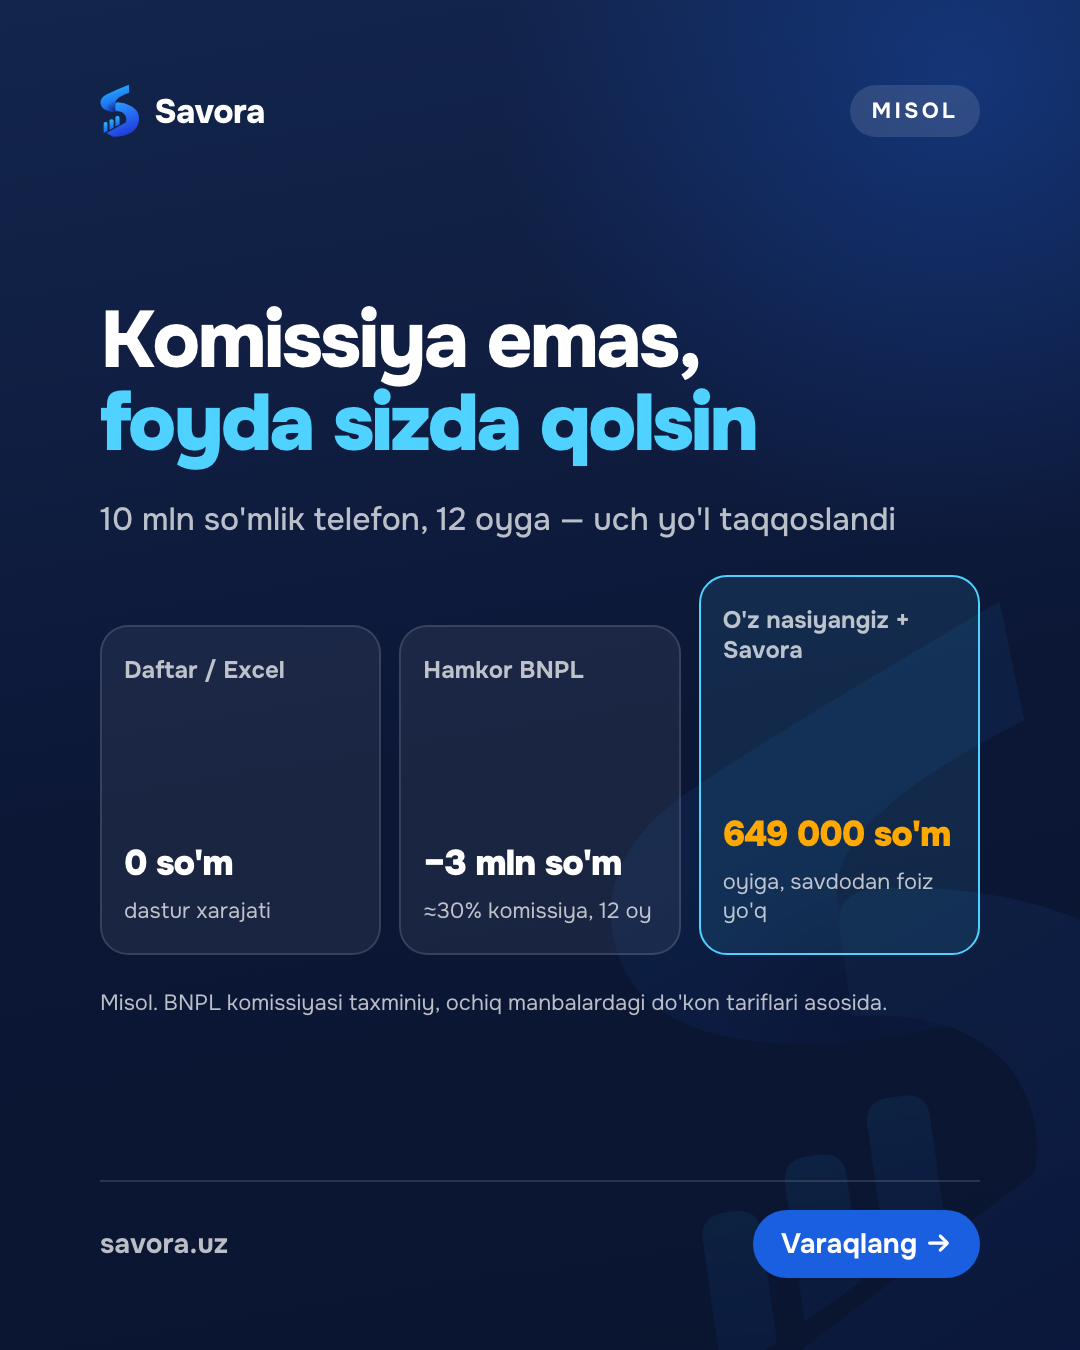 Savora
MISOL
Komissiya emas,
foyda sizda qolsin
10 mln so'mlik telefon, 12 oyga — uch yo'l taqqoslandi
Daftar / Excel
0 so'm
dastur xarajati
Hamkor BNPL
−3 mln so'm
≈30% komissiya, 12 oy
O'z nasiyangiz +
Savora
649 000 so'm
oyiga, savdodan foiz
yo'q
Misol. BNPL komissiyasi taxminiy, ochiq manbalardagi do'kon tariflari asosida.
savora.uz
Varaqlang →